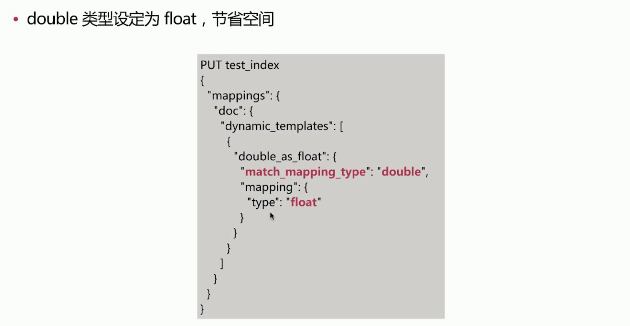 • double 类型设定为 float，节省空间
PUT test_index
{
  "mappings": {
    "doc": {
      "dynamic_templates": [
        {
          "double_as_float": {
            "match_mapping_type": "double",
            "mapping": {
              "type": "float"
            }
          }
        }
      ]
    }
  }
}